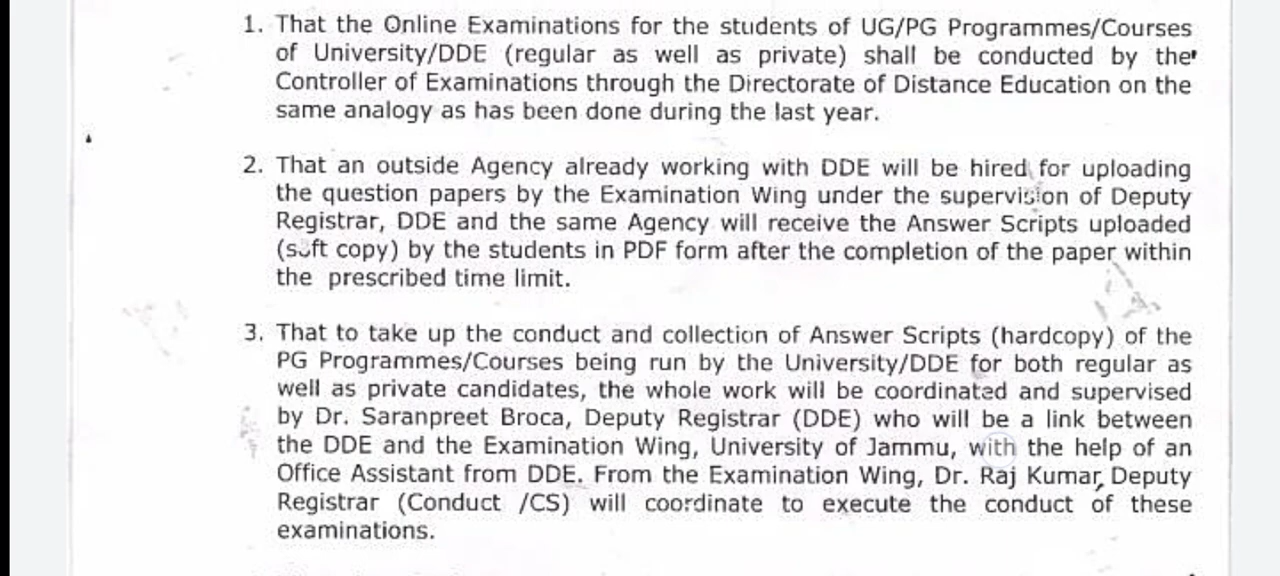 1. That the Online Examinations for the students of UG/PG Programmes/Courses
of University/DDE (regular as well as private) shall be conducted by the
Controller of Examinations through the Directorate of Distance Education on the
same analogy as has been done during the last year.
2. That an outside Agency already working with DDE will be hired for uploading
the question papers by the Examination Wing under the supervision of Deputy
Registrar, DDE and the same Agency will receive the Answer Scripts uploaded
(soft copy) by the students in PDF form after the completion of the paper within
the prescribed time limit.
3. That to take up the conduct and collection of Answer Scripts (hardcopy) of the
PG Programmes/Courses being run by the University/DDE for both regular as
well as private candidates, the whole work will be coordinated and supervised
by Dr. Saranpreet Broca, Deputy Registrar (DDE) who will be a link between
the DDE and the Examination Wing, University of Jammu, with the help of an
Office Assistant from DDE. From the Examination Wing, Dr. Raj Kumar, Deputy
Registrar (Conduct /CS) will coordinate to execute the conduct of these
examinations.